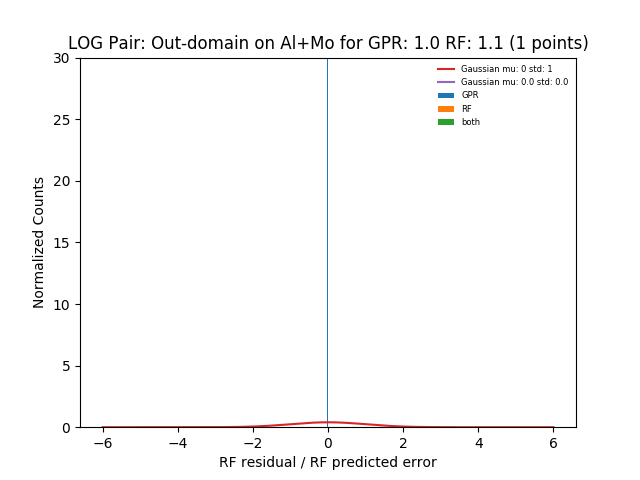 LOG Pair: Out-domain on Al+Mo for GPR: 1.0 RF: 1.1 (1 points)
Gaussian mu: 0 std: 1
Gaussian mu: 0.0 std: 0.0
GPR
RF
both
Normalized Counts
30
25
20
15
10
5
0
−6 −4 −2 0 2 4 6
RF residual / RF predicted error